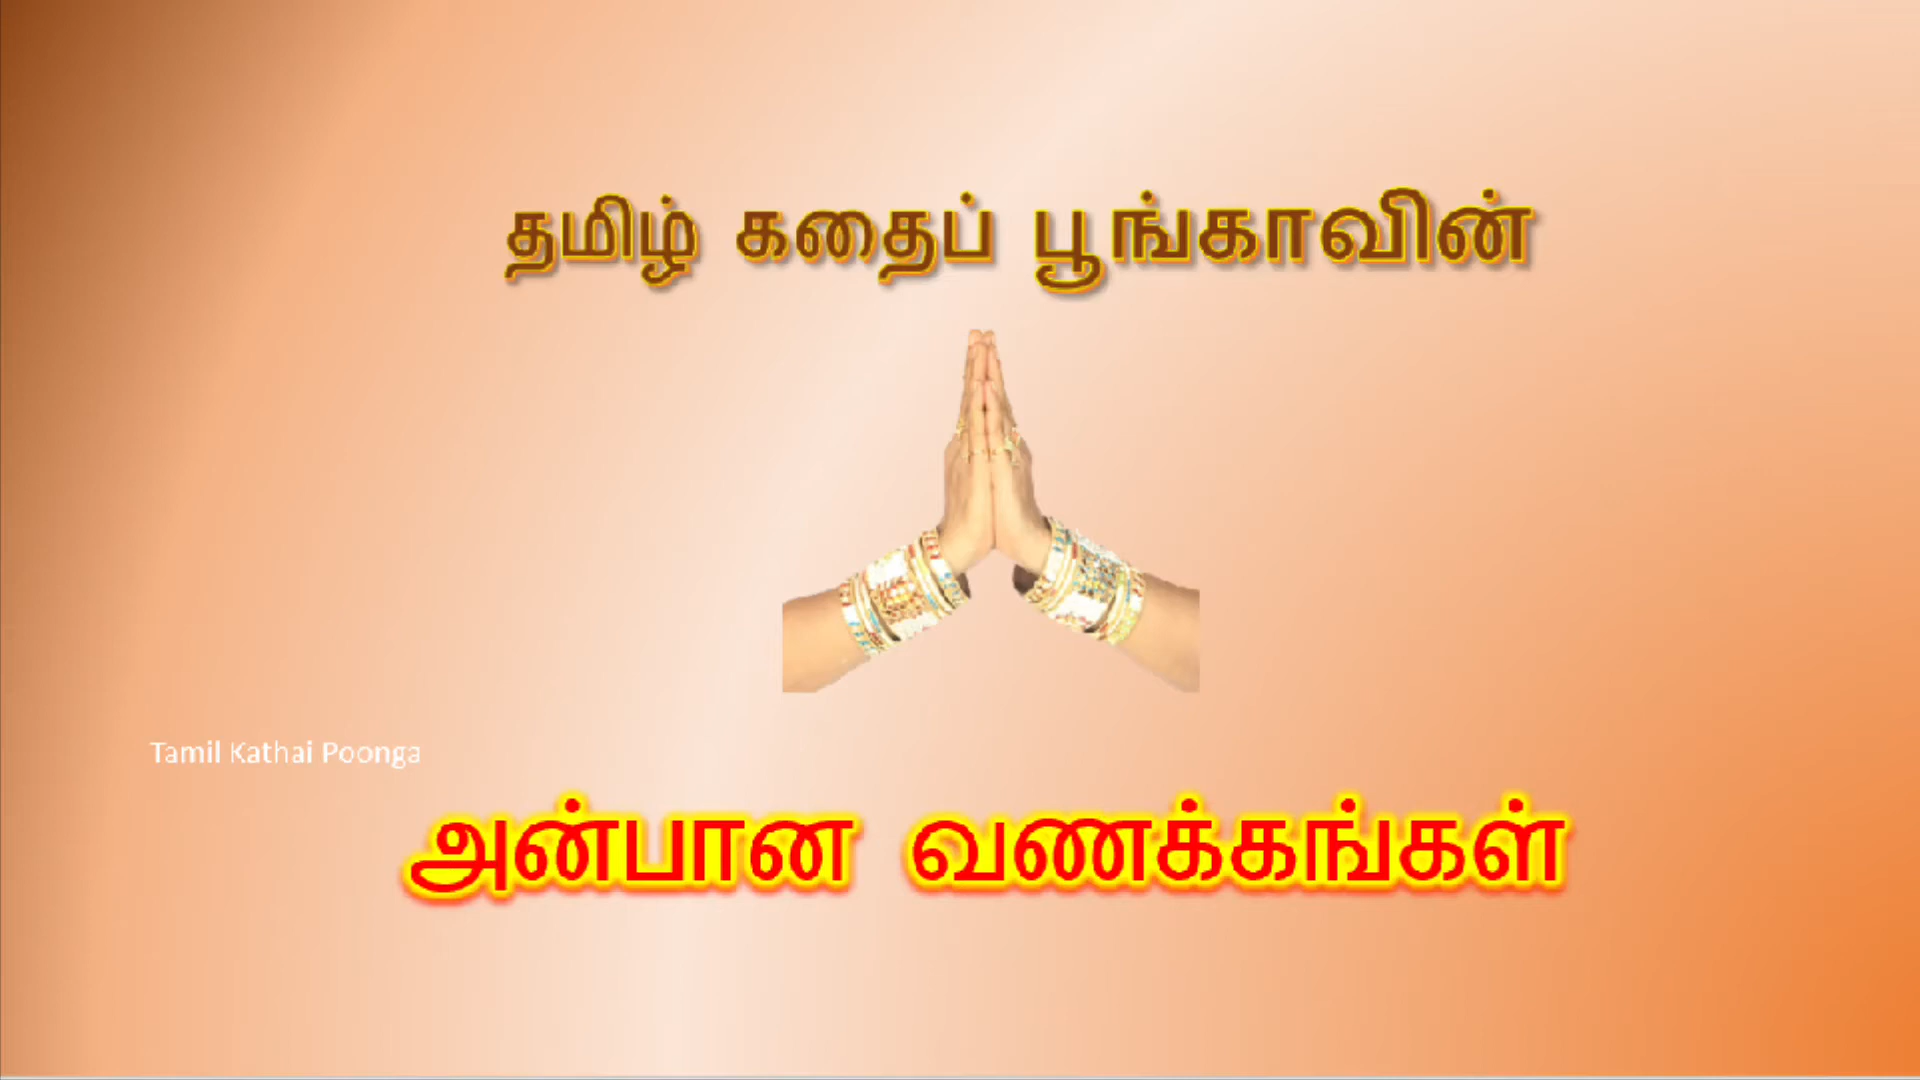 தமிழ் கதைப் பூங்காவின்
Tamil Kathai Poonga
அன்பான வணக்கங்கள்